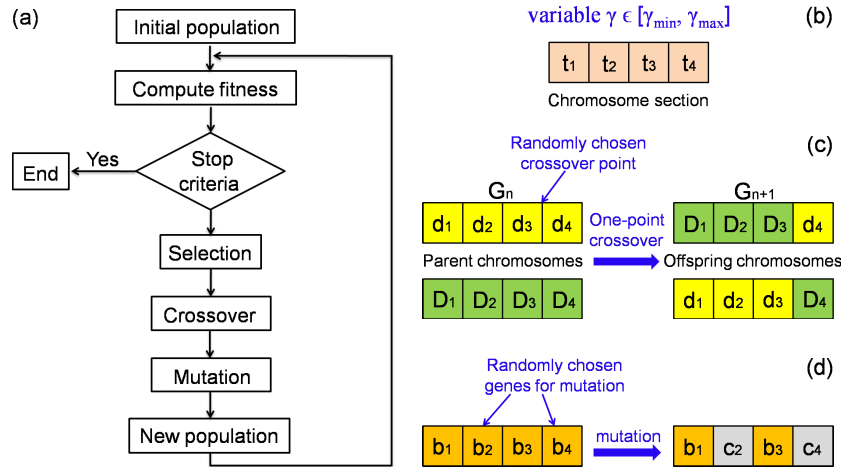 (a)
Initial population
Compute fitness
Stop
criteria
Yes
End
Selection
Crossover
Mutation
New population
(b)
variable γ ϵ [γmin, γmax]
t1 t2 t3 t4
Chromosome section
(c)
Randomly chosen
crossover point
Gn
d1 d2 d3 d4
Parent chromosomes
D1 D2 D3 D4
One-point
crossover
Gn+1
D1 D2 D3 d4
Offspring chromosomes
d1 d2 d3 D4
(d)
Randomly chosen
genes for mutation
b1 b2 b3 b4
mutation
b1 c2 b3 c4